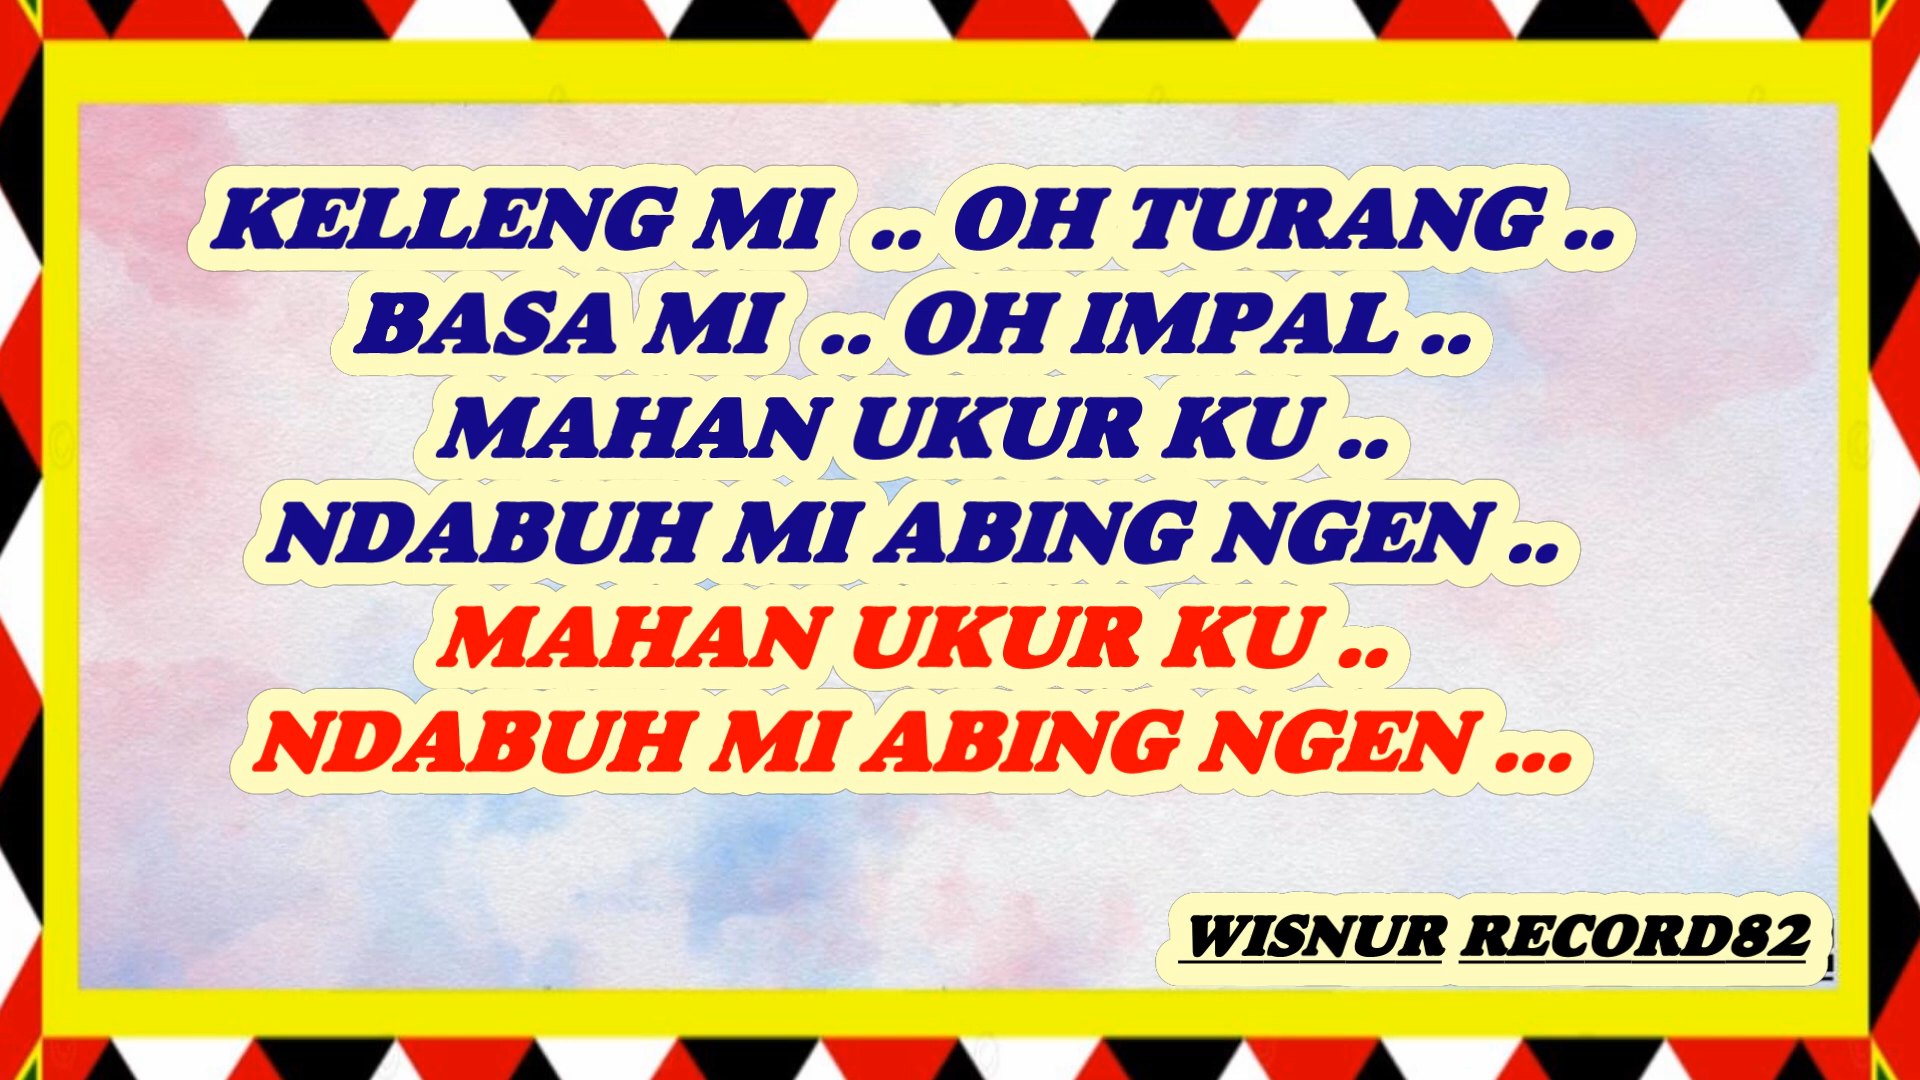 KELLENG MI .. OH TURANG ..
BASA MI .. OH IMPAL ..
MAHAN UKUR KU ..
NDABUH MI ABING NGEN ..
MAHAN UKUR KU ..
NDABUH MI ABING NGEN ...
WISNUR RECORD82